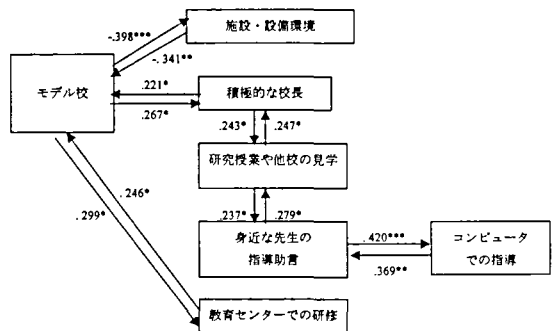 -.398***
施設・設備環境
-.341**
モデル校
.221*
積極的な校長
.267*
.243*
.247*
研究授業や他校の見学
.246*
.299*
.237*
.279*
身近な先生の
指導助言
.420***
.369**
コンピュータ
での指導
教育センターでの研修